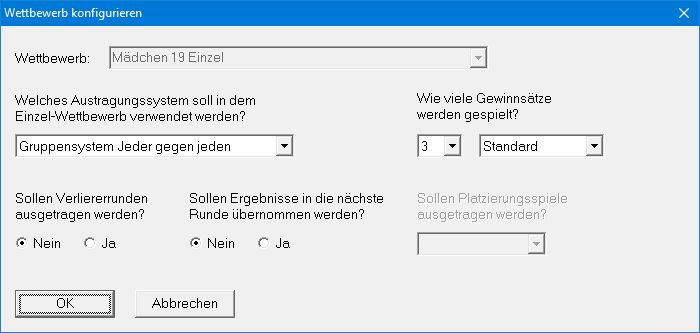 Wettbewerb konfigurieren
Wettbewerb: Mädchen 19 Einzel
Welches Austragungssystem soll in dem
Einzel-Wettbewerb verwendet werden?
Gruppensystem Jeder gegen jeden
Wie viele Gewinnsätze
werden gespielt?
3 Standard
Sollen Verliererrunden
ausgetragen werden?
Nein Ja
Sollen Ergebnisse in die nächste
Runde übernommen werden?
Nein Ja
Sollen Platzierungsspiele
ausgetragen werden?
OK Abbrechen